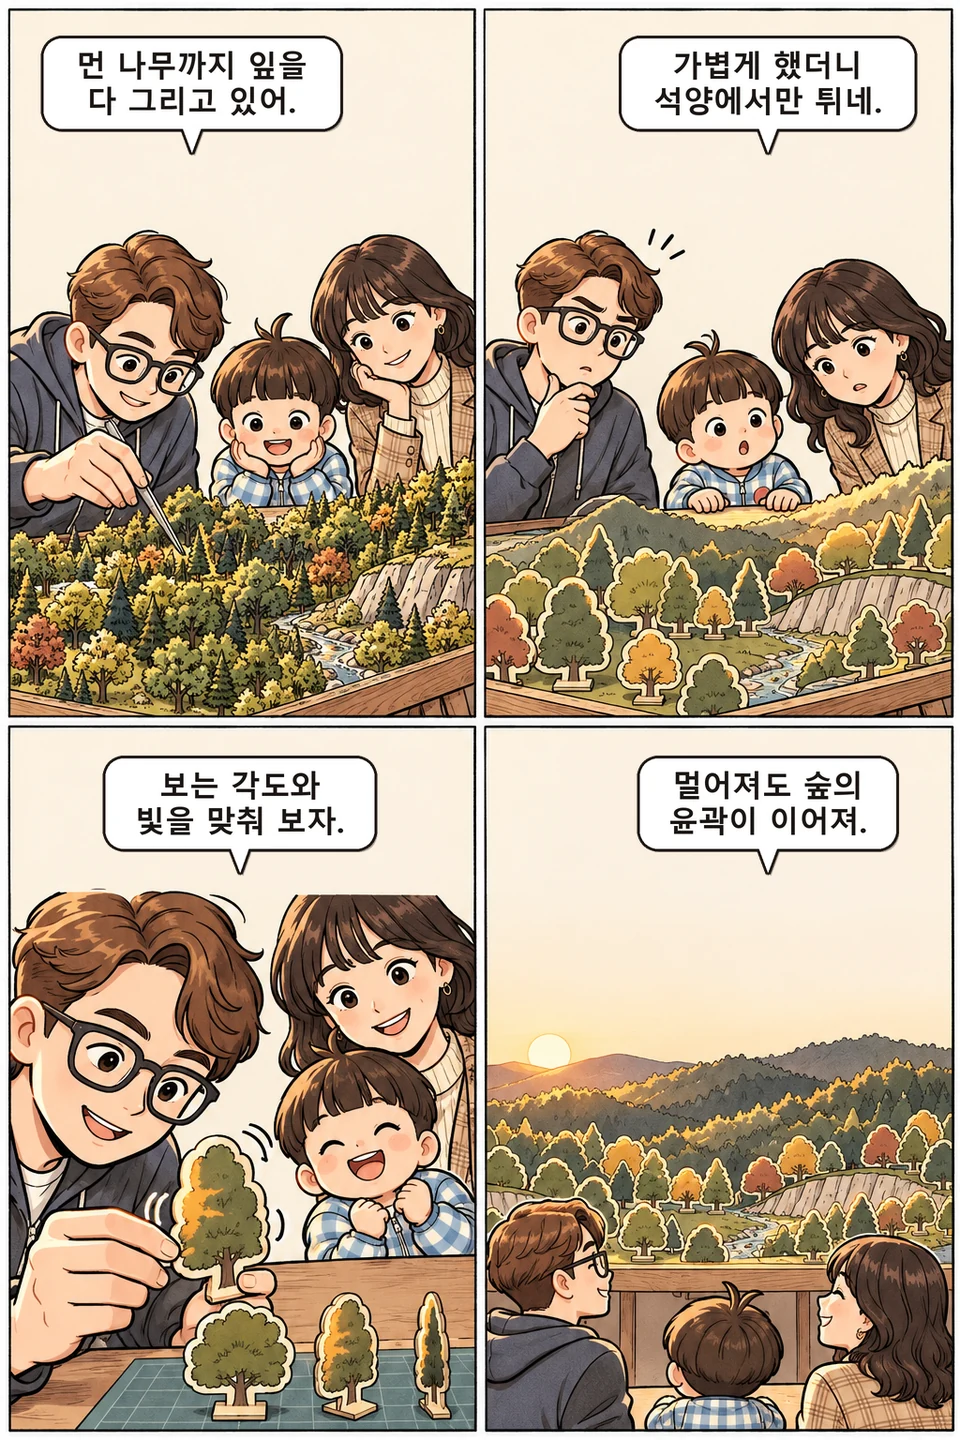 먼 나무까지 잎을
다 그리고 있어.
가볍게 했더니
석양에서만 튀네.
보는 각도와
빛을 맞춰 보자.
멀어져도 숲의
윤곽이 이어져.